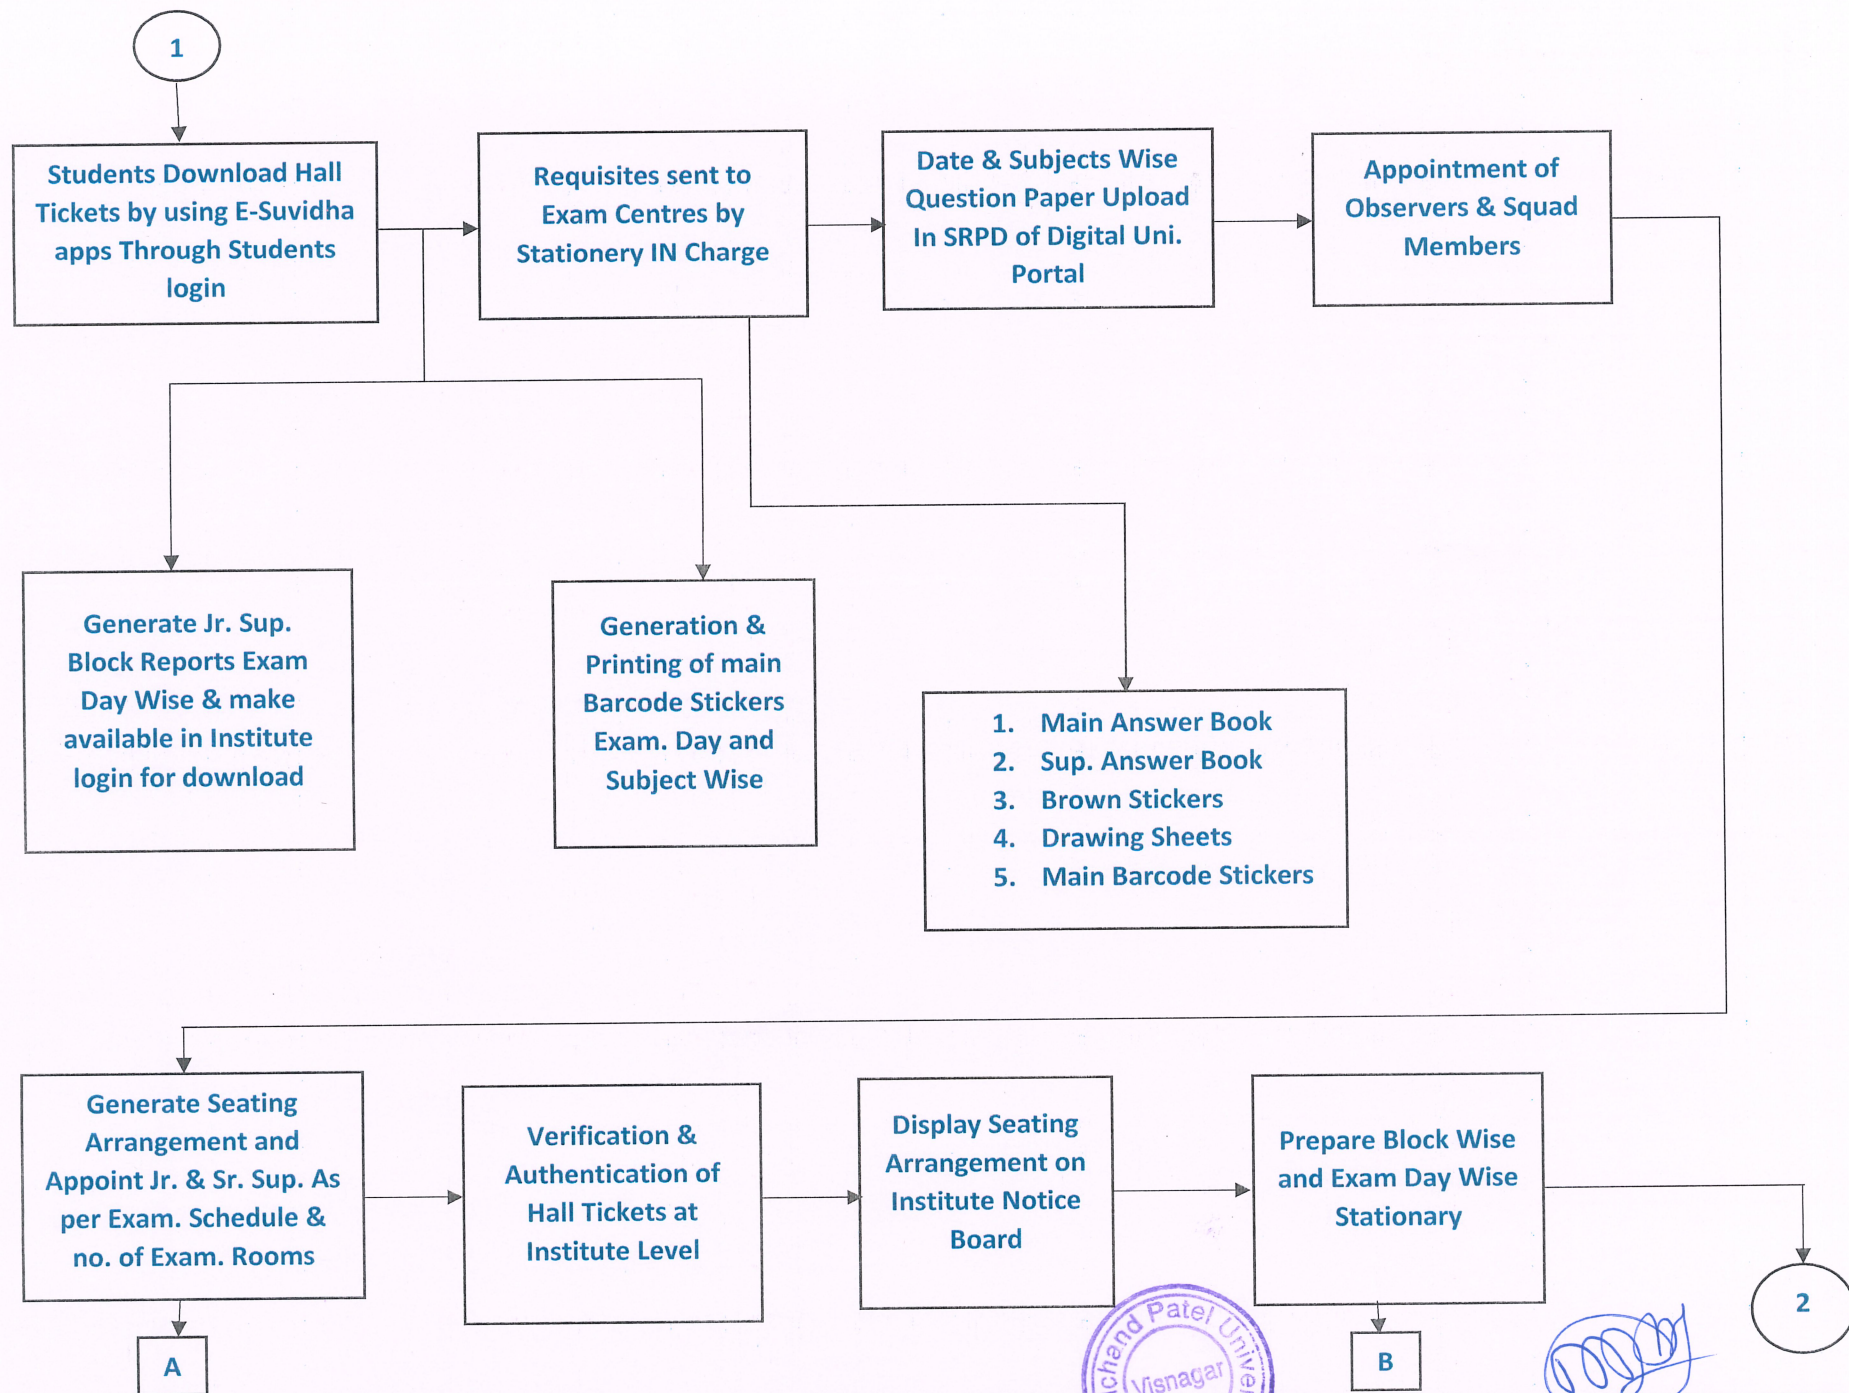 1
Students Download Hall
Tickets by using E-Suvidha
apps Through Students
login
Requisites sent to
Exam Centres by
Stationery IN Charge
Date & Subjects Wise
Question Paper Upload
In SRPD of Digital Uni.
Portal
Appointment of
Observers & Squad
Members
Generate Jr. Sup.
Block Reports Exam
Day Wise & make
available in Institute
login for download
Generation &
Printing of main
Barcode Stickers
Exam. Day and
Subject Wise
1. Main Answer Book
2. Sup. Answer Book
3. Brown Stickers
4. Drawing Sheets
5. Main Barcode Stickers
Generate Seating
Arrangement and
Appoint Jr. & Sr. Sup. As
per Exam. Schedule &
no. of Exam. Rooms
Verification &
Authentication of
Hall Tickets at
Institute Level
Display Seating
Arrangement on
Institute Notice
Board
Prepare Block Wise
and Exam Day Wise
Stationary
2
A
B
Patel
Visnagar